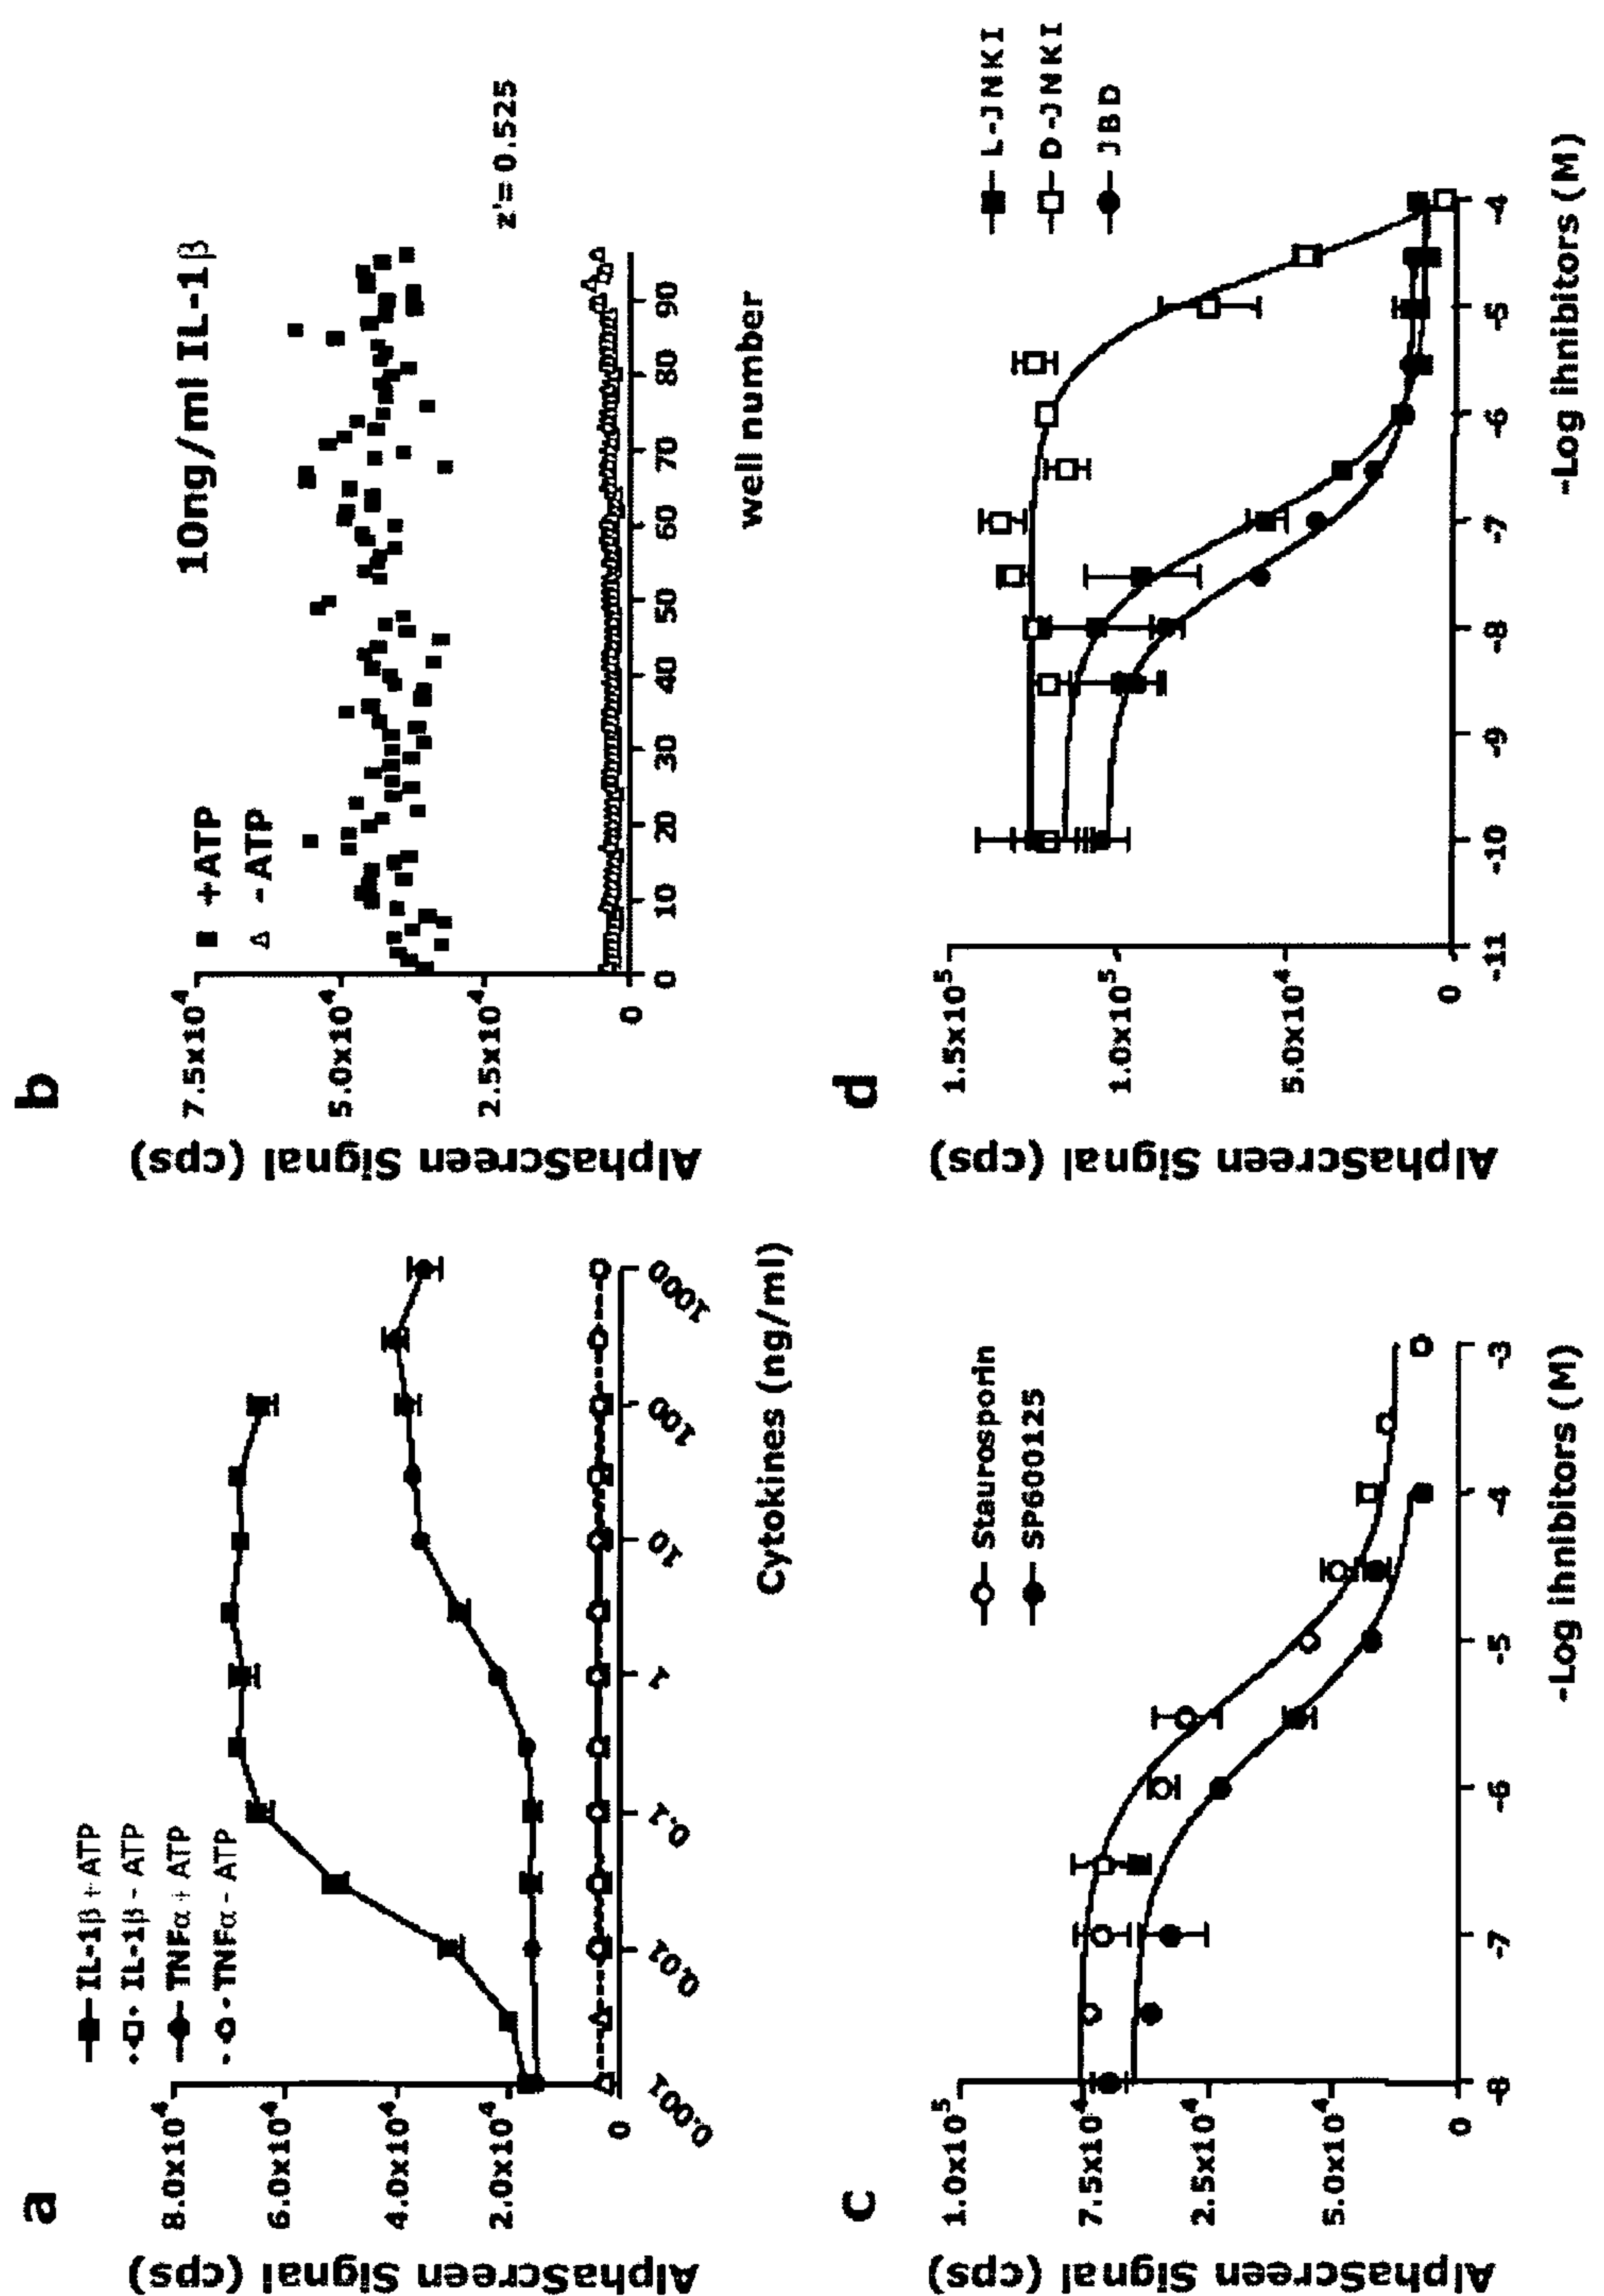 a
AlphaScreen Signal (cps)
8.0x10⁴
6.0x10⁴
4.0x10⁴
2.0x10⁴
0
IL-1β + ATP
IL-1β - ATP
TNFα + ATP
TNFα - ATP
0.001
0.01
0.1
1
10
100
1000
Cytokines (ng/ml)
b
AlphaScreen Signal (cps)
7.5x10⁴
5.0x10⁴
2.5x10⁴
0
+ATP
-ATP
10ng/ml IL-1β
z'= 0.525
0
10
20
30
40
50
60
70
80
90
well number
c
AlphaScreen Signal (cps)
1.0x10⁵
7.5x10⁴
2.5x10⁴
5.0x10⁴
0
Staurosporin
SP600125
-8
-7
-6
-5
-4
-3
-Log ihnibitors (M)
d
AlphaScreen Signal (cps)
1.5x10⁵
1.0x10⁵
5.0x10⁴
0
L-JNKI
D-JNKI
JBD
-11
-10
-9
-8
-7
-6
-5
-4
-Log ihnibitors (M)